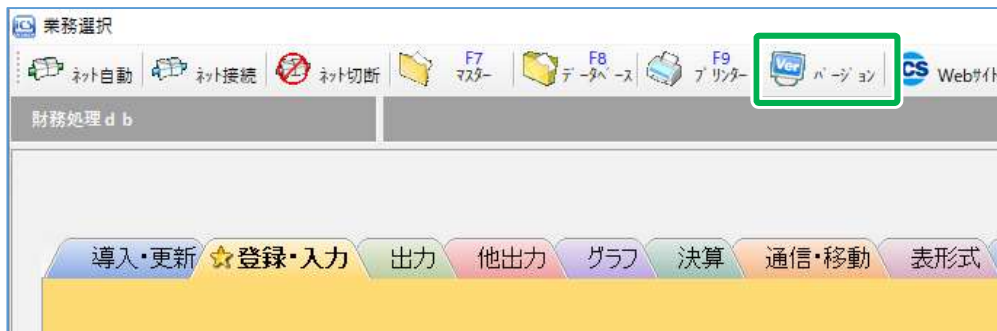 業務選択
ﾈｯﾄ自動 ﾈｯﾄ接続 ﾈｯﾄ切断 F7 ﾏｽﾀｰ F8 ﾃﾞｰﾀﾍﾞｰｽ F9 ﾌﾟﾘﾝﾀｰ Ver ﾊﾞｰｼﾞｮﾝ CS Webｻｲﾄ
財務処理ｄｂ
導入・更新 登録・入力 出力 他出力 グラフ 決算 通信・移動 表形式